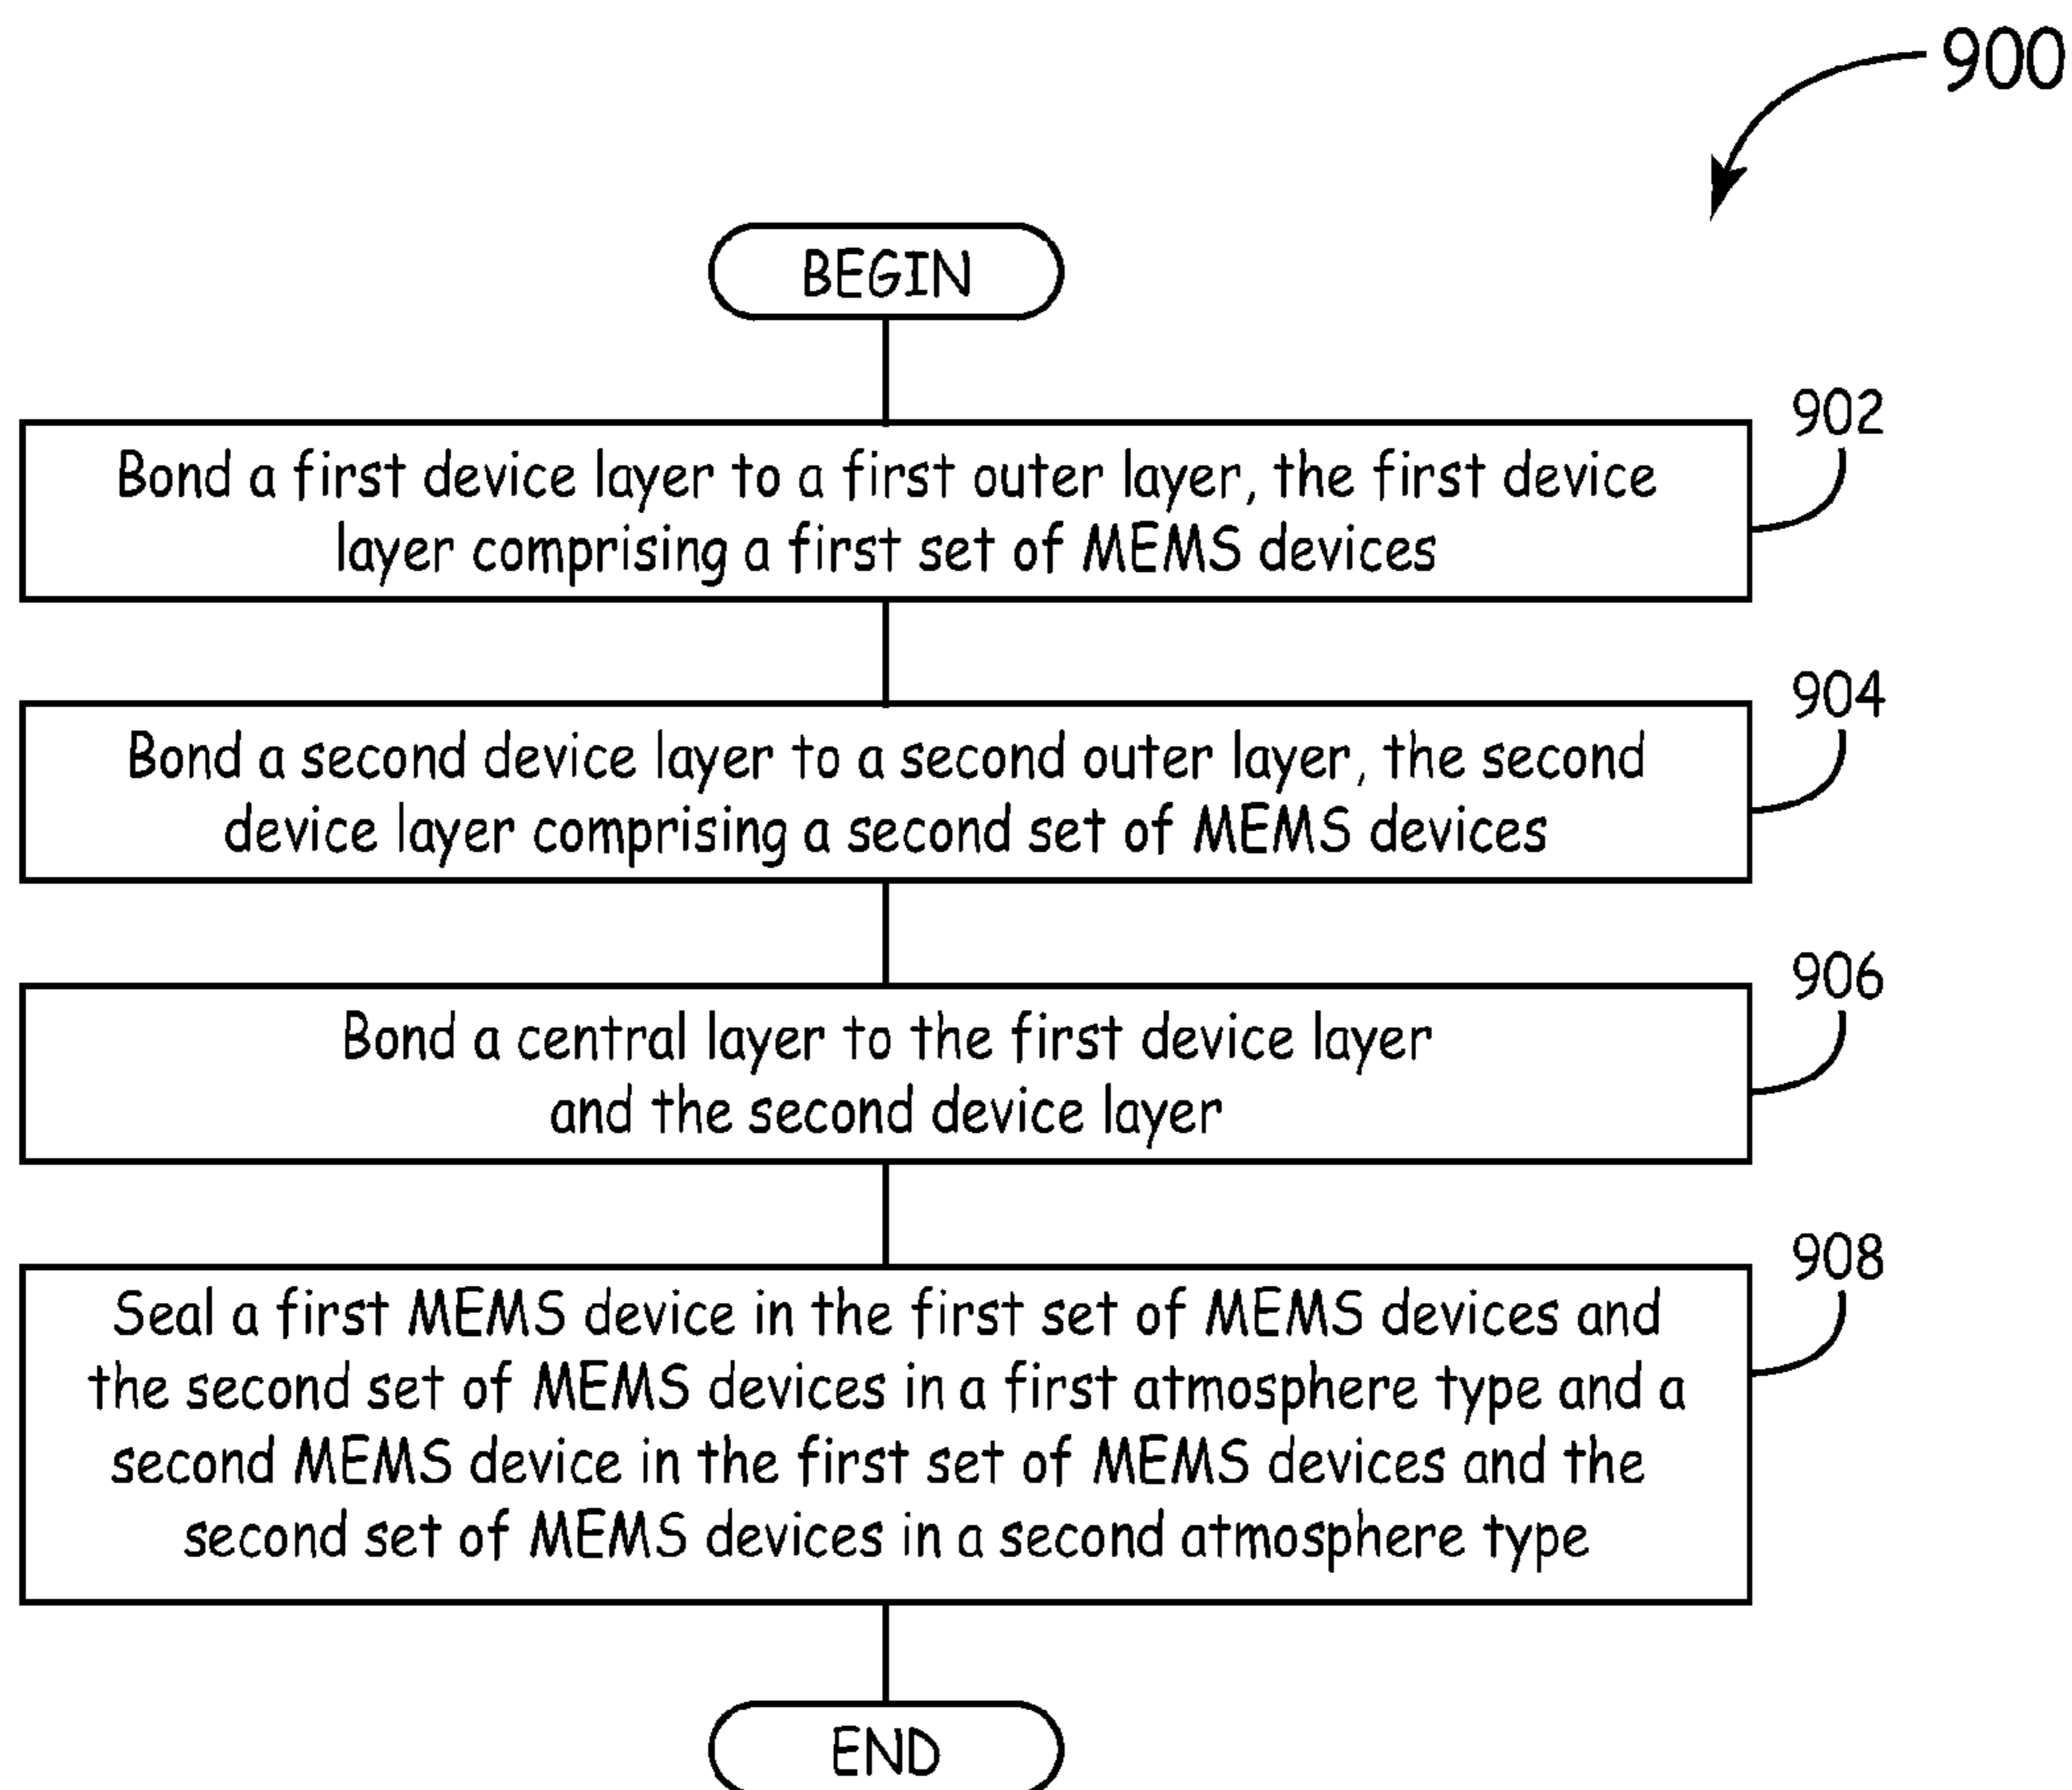 900
BEGIN
902
Bond a first device layer to a first outer layer, the first device
layer comprising a first set of MEMS devices
904
Bond a second device layer to a second outer layer, the second
device layer comprising a second set of MEMS devices
906
Bond a central layer to the first device layer
and the second device layer
908
Seal a first MEMS device in the first set of MEMS devices and
the second set of MEMS devices in a first atmosphere type and a
second MEMS device in the first set of MEMS devices and the
second set of MEMS devices in a second atmosphere type
END